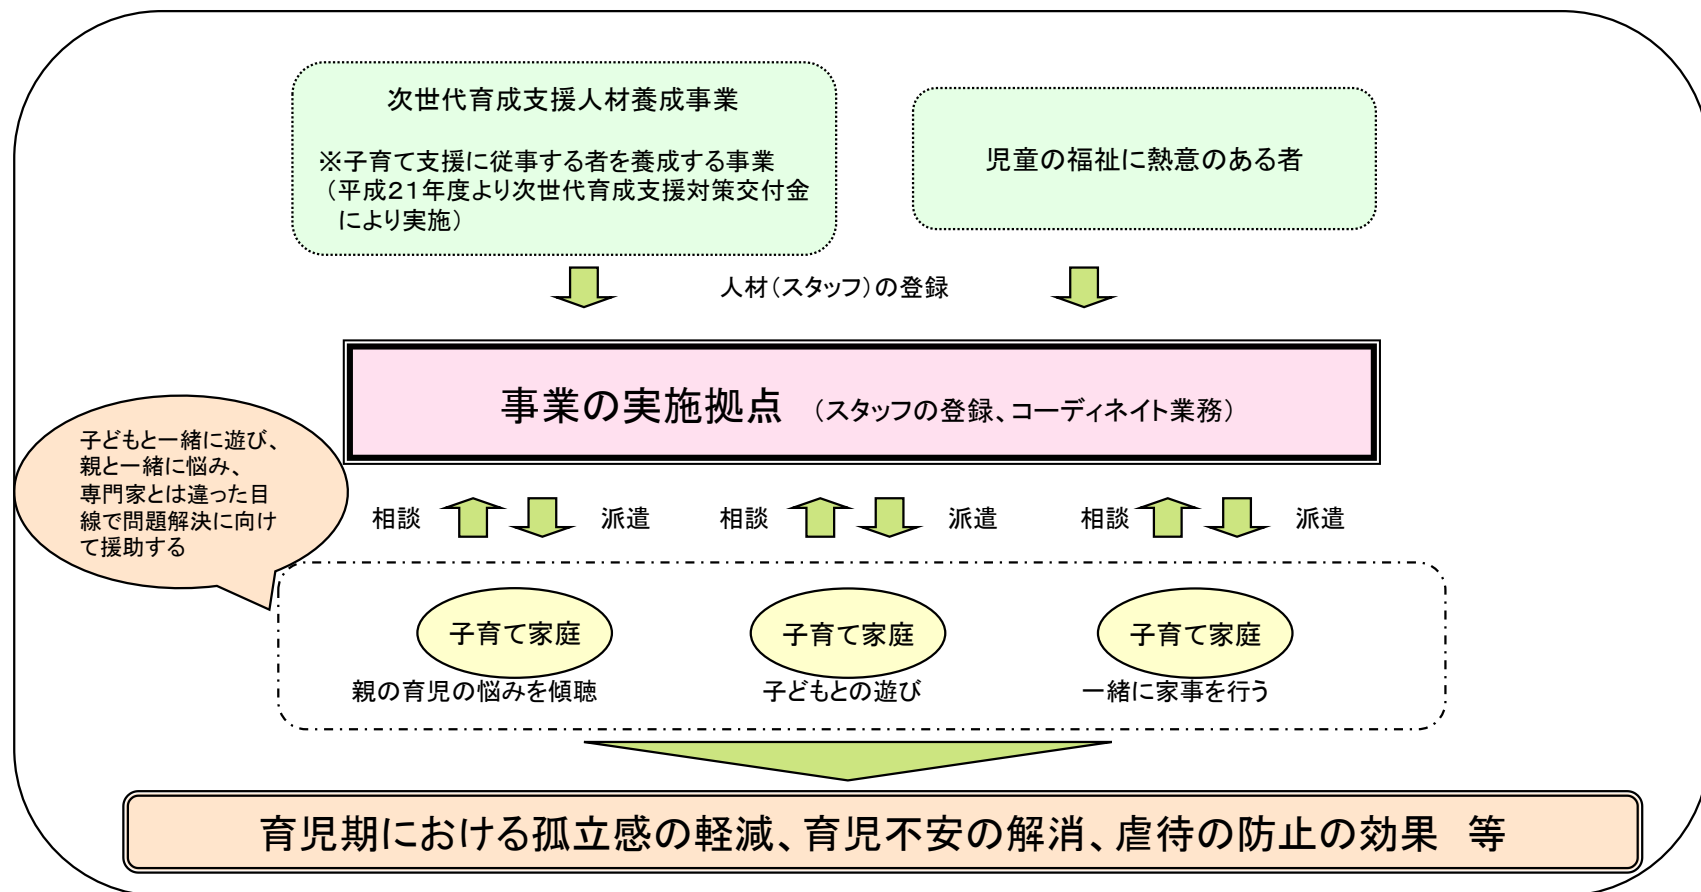 次世代育成支援人材養成事業
※子育て支援に従事する者を養成する事業
（平成２１年度より次世代育成支援対策交付金
により実施）
児童の福祉に熱意のある者
人材（スタッフ）の登録
事業の実施拠点 （スタッフの登録、コーディネイト業務）
子どもと一緒に遊び、
親と一緒に悩み、
専門家とは違った目
線で問題解決に向け
て援助する
相談 派遣 相談 派遣 相談 派遣
子育て家庭 子育て家庭 子育て家庭
親の育児の悩みを傾聴 子どもとの遊び 一緒に家事を行う
育児期における孤立感の軽減、育児不安の解消、虐待の防止の効果 等